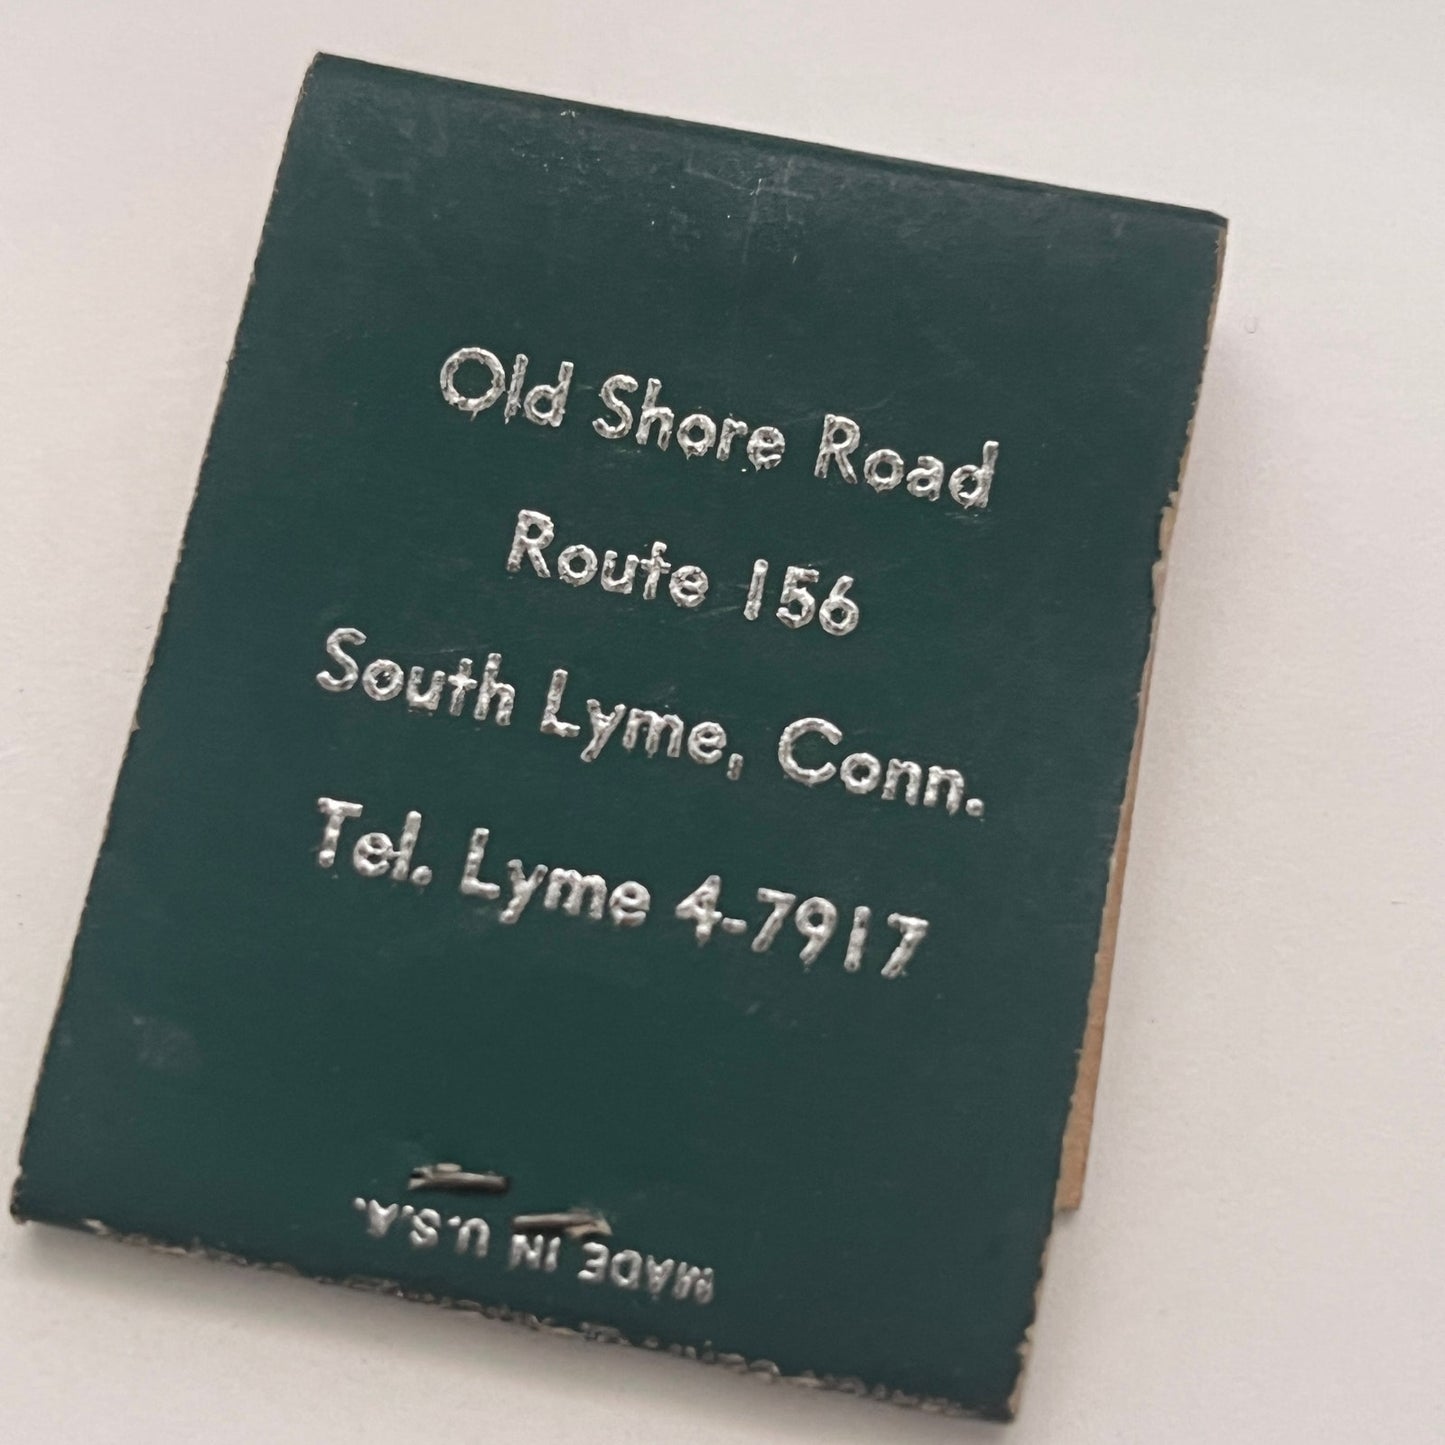 Old Shore Road
Route 156
South Lyme, Conn.
Tel. Lyme 4-7917
MADE IN U.S.A.